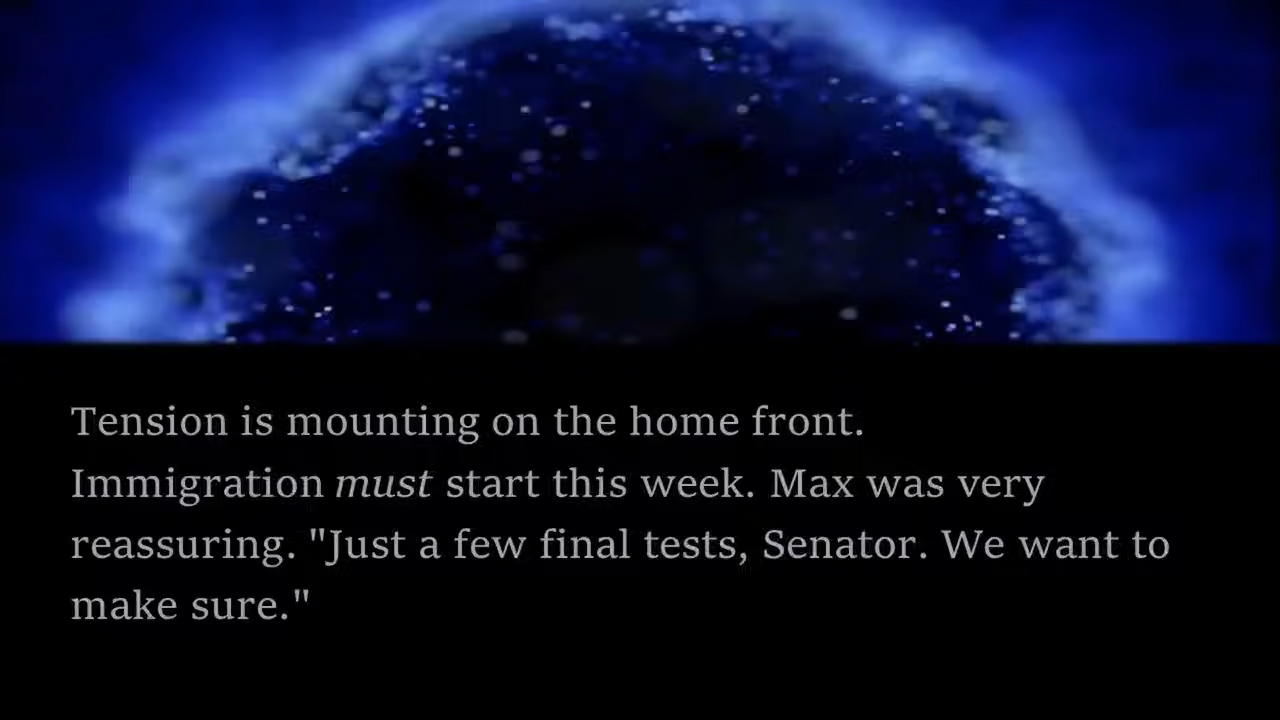 Tension is mounting on the home front.
Immigration must start this week. Max was very
reassuring. "Just a few final tests, Senator. We want to
make sure."